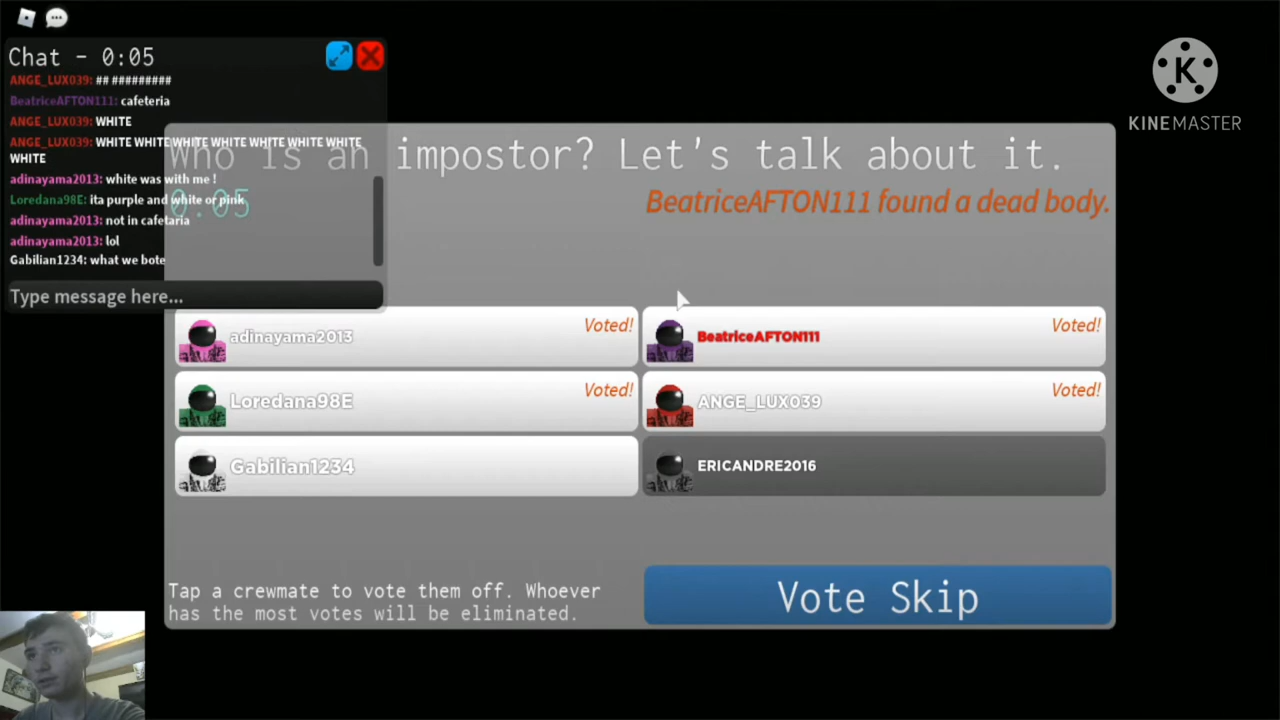 Chat - 0:05
ANGE_LUX039: ## #########
BeatriceAFTON111: cafeteria
ANGE_LUX039: WHITE
ANGE_LUX039: WHITE WHITE WHITE WHITE WHITE WHITE WHITE
WHITE
adinayama2013: white was with me !
Loredana98E: ita purple and white or pink
adinayama2013: not in cafetaria
adinayama2013: lol
Gabilian1234: what we bote
Type message here...
KINEMASTER
Who is an impostor? Let's talk about it.
0:05
BeatriceAFTON111 found a dead body.
adinayama2013 Voted!
BeatriceAFTON111 Voted!
Loredana98E Voted!
ANGE_LUX039 Voted!
Gabilian1234
ERICANDRE2016
Tap a crewmate to vote them off. Whoever
has the most votes will be eliminated.
Vote Skip